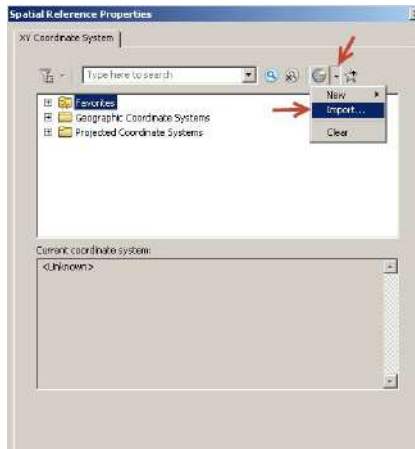 Spatial Reference Properties
XY Coordinate System
Type here to search
New
Import...
Clear
Favorites
Geographic Coordinate Systems
Projected Coordinate Systems
Current coordinate system:
<Unknown>